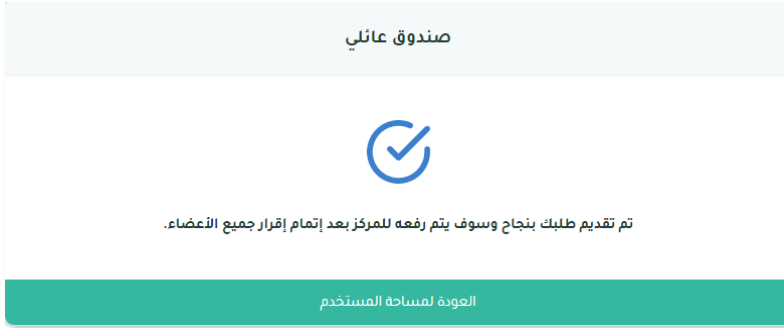 صندوق عائلي
تم تقديم طلبك بنجاح وسوف يتم رفعه للمركز بعد إتمام إقرار جميع الأعضاء.
العودة لمساحة المستخدم